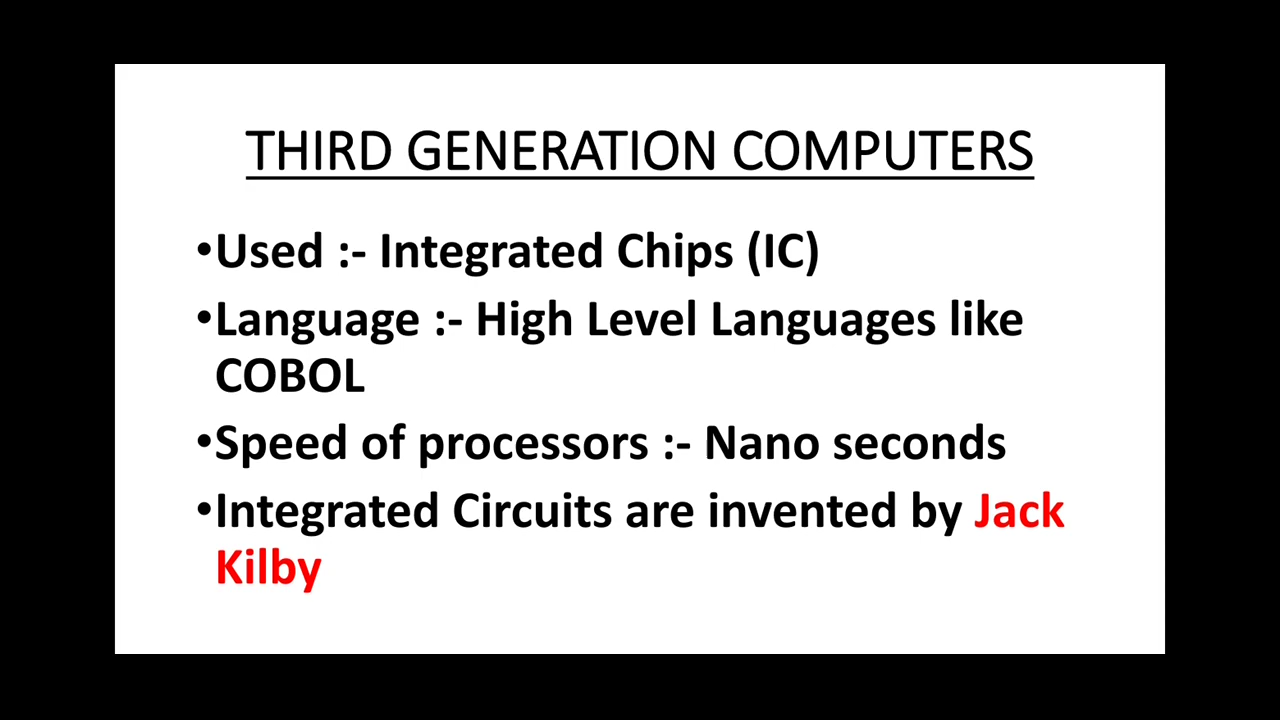 THIRD GENERATION COMPUTERS
•Used :- Integrated Chips (IC)
•Language :- High Level Languages like
COBOL
•Speed of processors :- Nano seconds
•Integrated Circuits are invented by Jack
Kilby